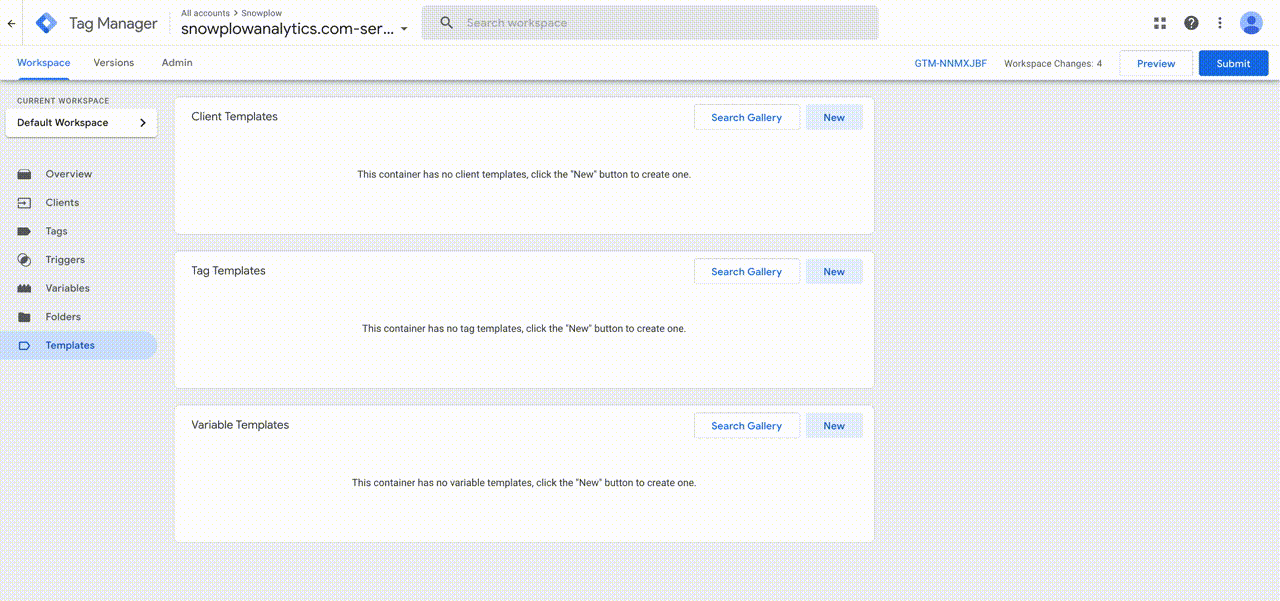 Tag Manager
All accounts > Snowplow
snowplowanalytics.com-ser...
Search workspace
Workspace Versions Admin
GTM-NNMXJBF Workspace Changes: 4 Preview Submit
CURRENT WORKSPACE
Default Workspace
Overview
Clients
Tags
Triggers
Variables
Folders
Templates
Client Templates Search Gallery New
This container has no client templates, click the "New" button to create one.
Tag Templates Search Gallery New
This container has no tag templates, click the "New" button to create one.
Variable Templates Search Gallery New
This container has no variable templates, click the "New" button to create one.